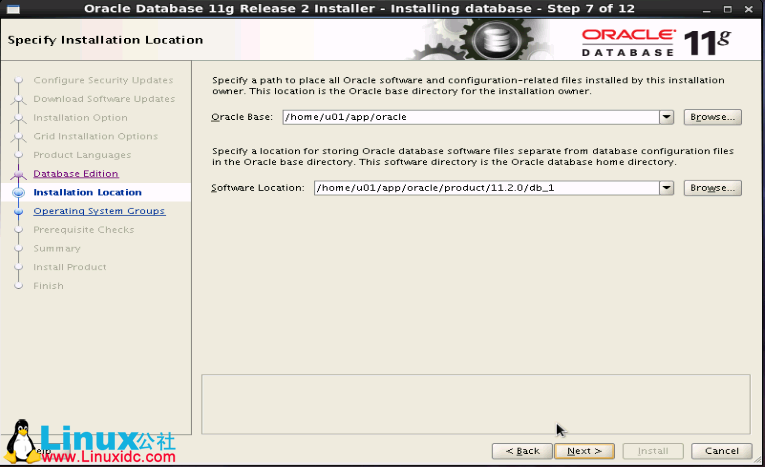 Oracle Database 11g Release 2 Installer - Installing database - Step 7 of 12
Specify Installation Location
ORACLE
DATABASE 11g
Configure Security Updates
Download Software Updates
Installation Option
Grid Installation Options
Product Languages
Database Edition
Installation Location
Operating System Groups
Prerequisite Checks
Summary
Install Product
Finish
Specify a path to place all Oracle software and configuration-related files installed by this installation
owner. This location is the Oracle base directory for the installation owner.
Oracle Base: /home/u01/app/oracle Browse...
Specify a location for storing Oracle database software files separate from database configuration files
in the Oracle base directory. This software directory is the Oracle database home directory.
Software Location: /home/u01/app/oracle/product/11.2.0/db_1 Browse...
Linux公社
www.Linuxidc.com
< Back Next > Install Cancel